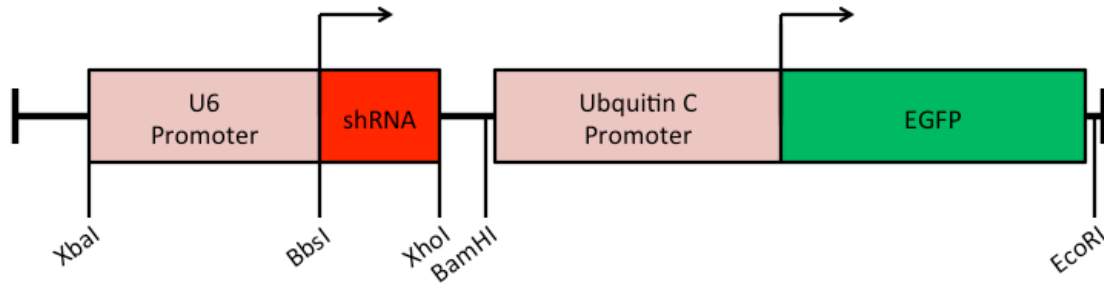 U6
Promoter
shRNA
Ubquitin C
Promoter
EGFP
XbaI
BbsI
XhoI
BamHI
EcoRI